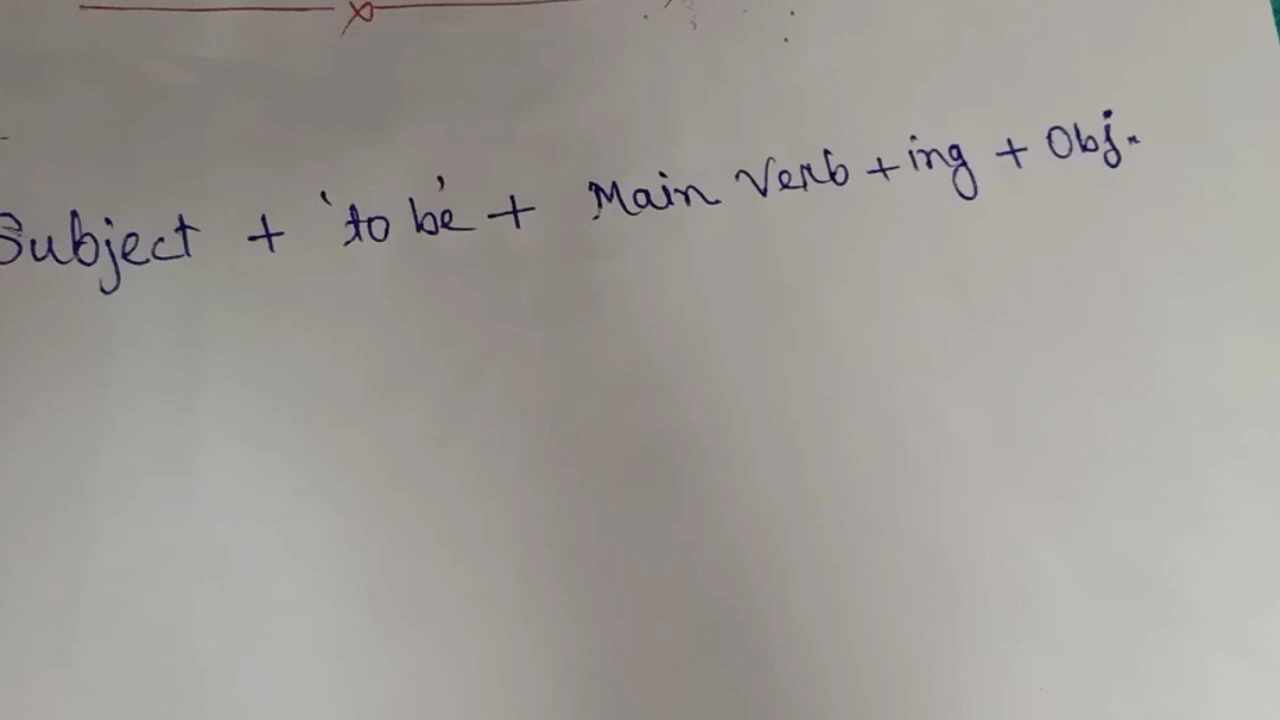 Subject + 'to be' + Main Verb + ing + Obj.